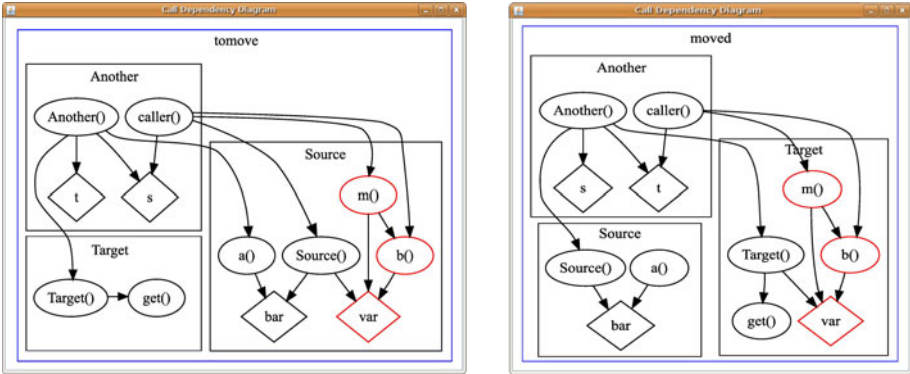 Call Dependency Diagram
tomove
Another
Another() caller()
t s
Source
m()
a() Source() b()
bar var
Target
Target() get()
Call Dependency Diagram
moved
Another
Another() caller()
s t
Target
m()
Target() b()
get() var
Source
Source() a()
bar